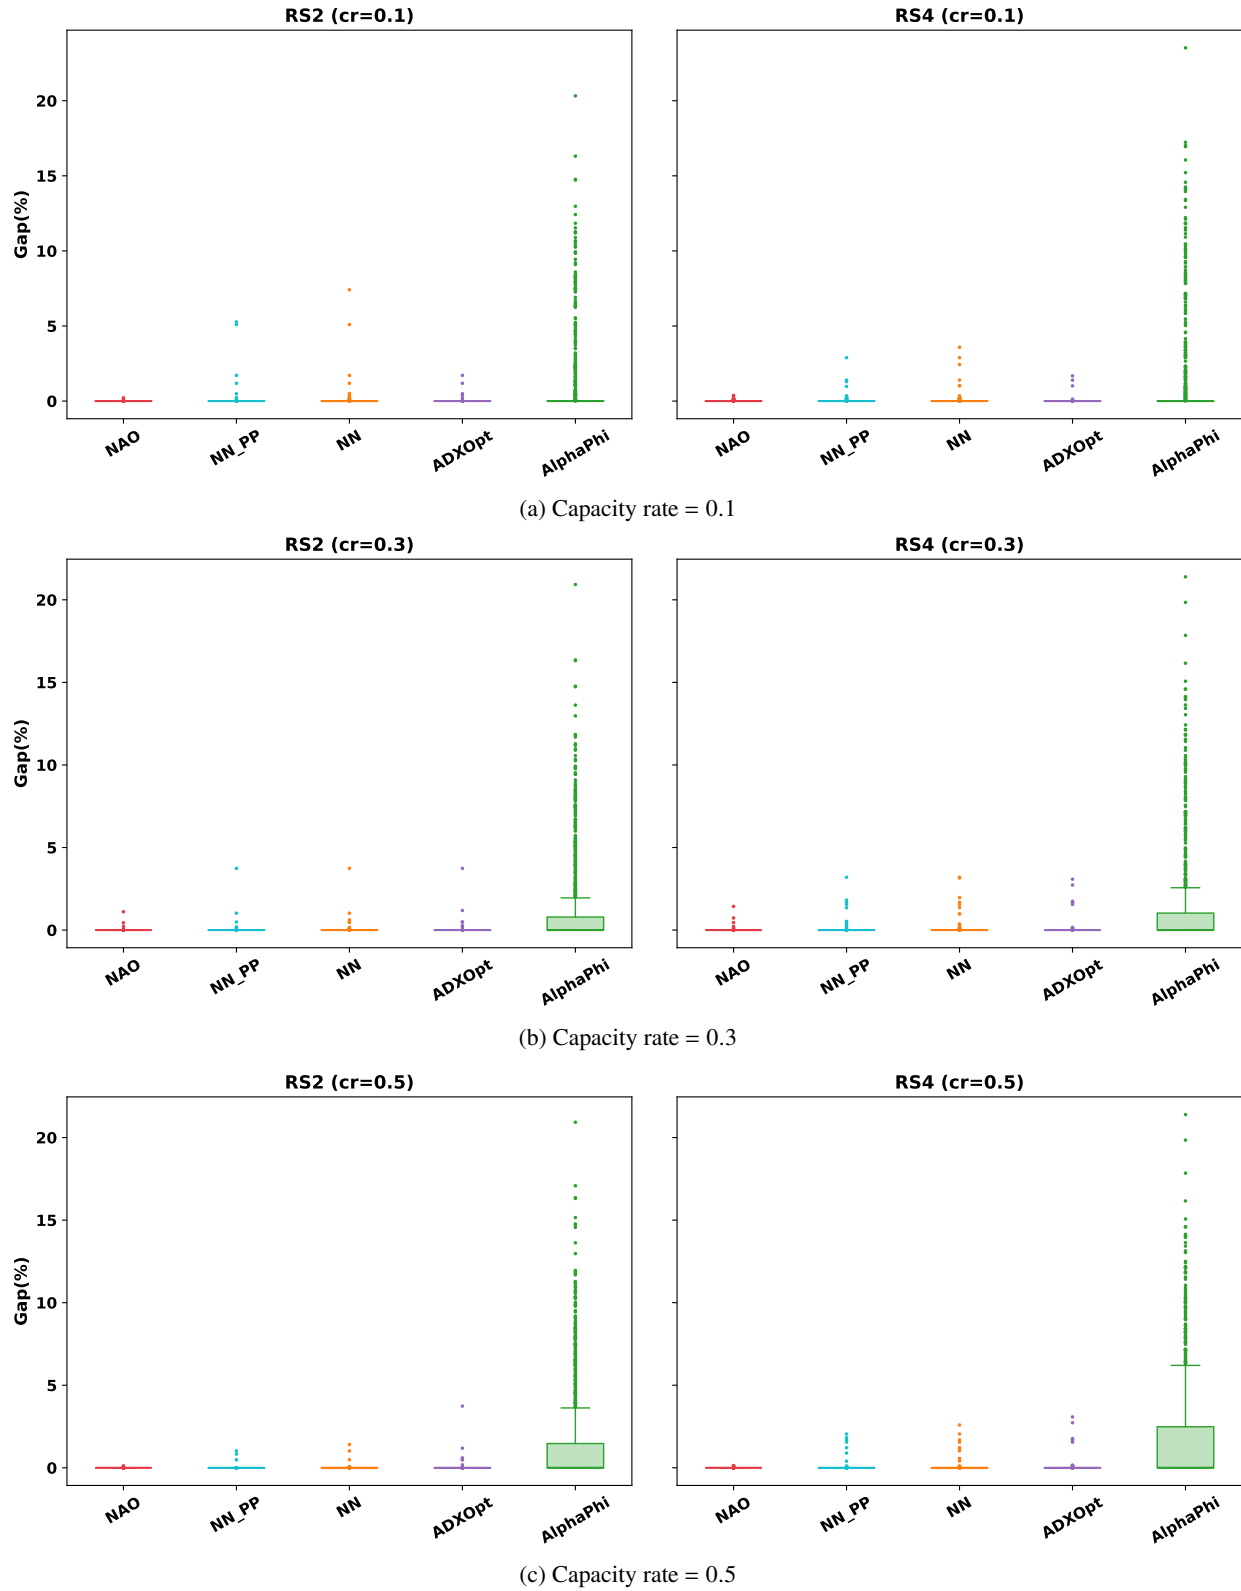 RS2 (cr=0.1) RS4 (cr=0.1)
20
15
10
5
0
Gap(%)
NAO NN_PP NN ADXOpt AlphaPhi NAO NN_PP NN ADXOpt AlphaPhi
(a) Capacity rate = 0.1
RS2 (cr=0.3) RS4 (cr=0.3)
20
15
10
5
0
Gap(%)
NAO NN_PP NN ADXOpt AlphaPhi NAO NN_PP NN ADXOpt AlphaPhi
(b) Capacity rate = 0.3
RS2 (cr=0.5) RS4 (cr=0.5)
20
15
10
5
0
Gap(%)
NAO NN_PP NN ADXOpt AlphaPhi NAO NN_PP NN ADXOpt AlphaPhi
(c) Capacity rate = 0.5